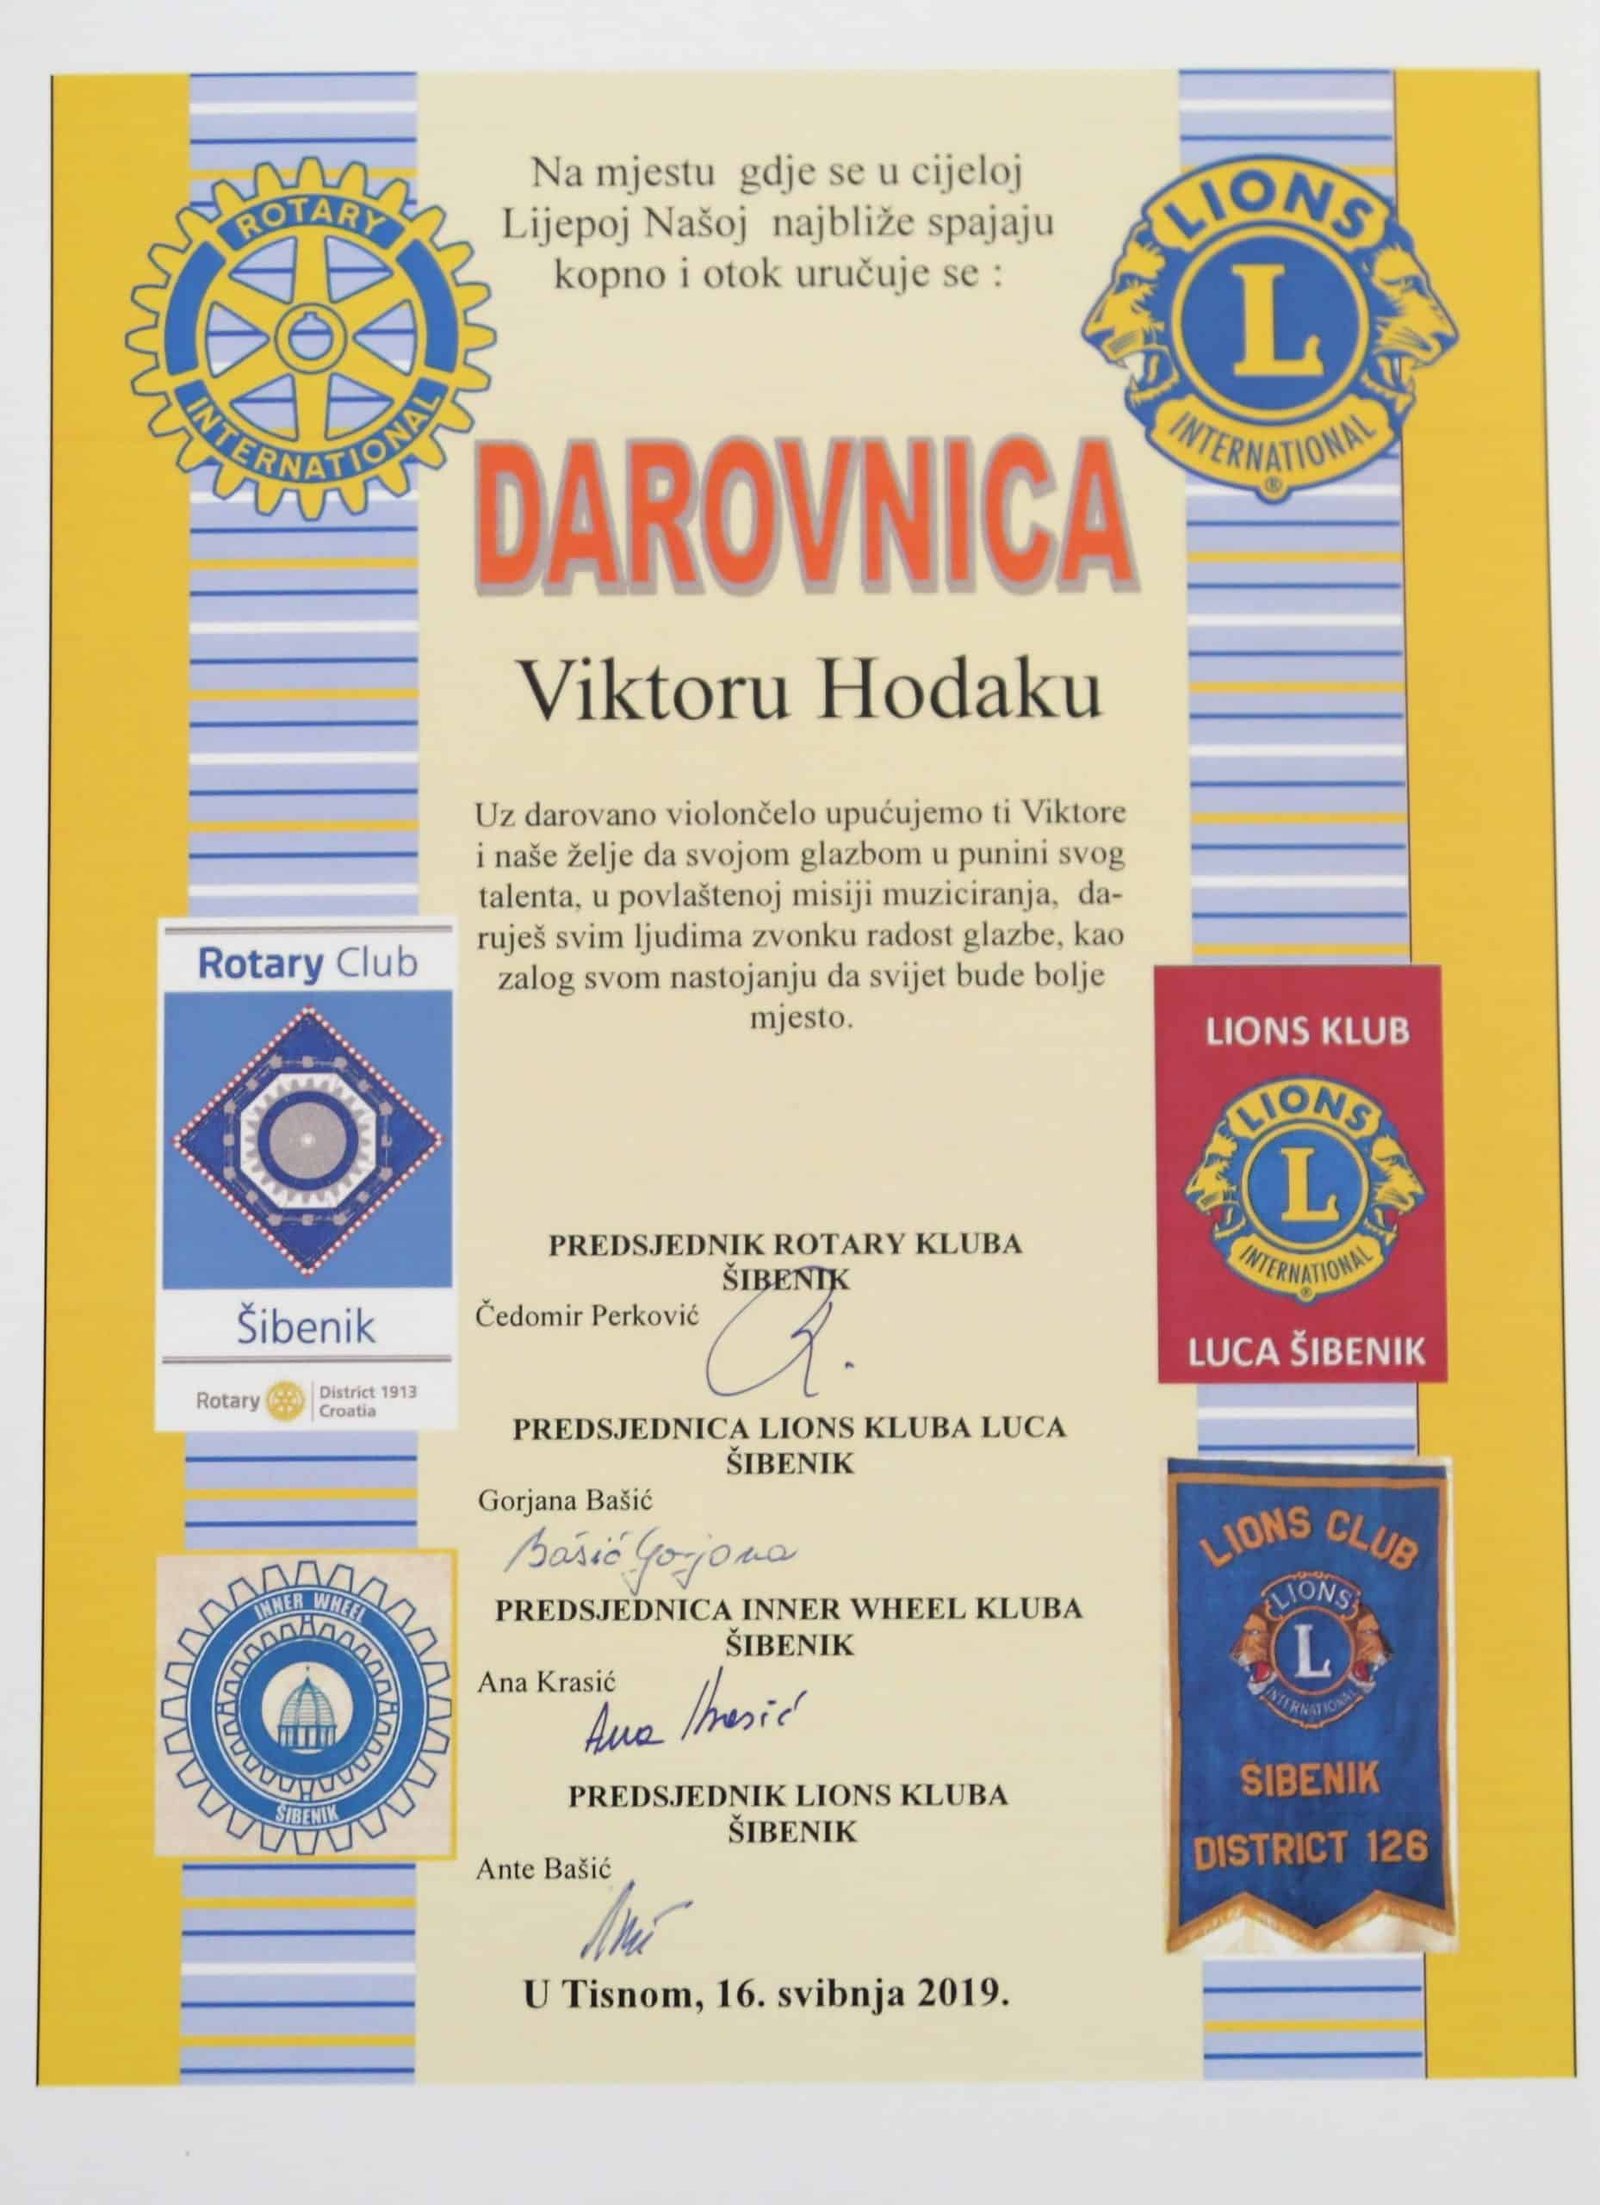 Na mjestu gdje se u cijeloj
Lijepoj Našoj najbliže spajaju
kopno i otok uručuje se :
ROTARY
INTERNATIONAL
LIONS
L
INTERNATIONAL
®
DAROVNICA
Viktoru Hodaku
Uz darovano violončelo upućujemo ti Viktore
i naše želje da svojom glazbom u punini svog
talenta, u povlaštenoj misiji muziciranja, da-
ruješ svim ljudima zvonku radost glazbe, kao
zalog svom nastojanju da svijet bude bolje
mjesto.
Rotary Club
Šibenik
Rotary
District 1913
Croatia
LIONS KLUB
LIONS
L
INTERNATIONAL
®
LUCA ŠIBENIK
PREDSJEDNIK ROTARY KLUBA
ŠIBENIK
Čedomir Perković
PREDSJEDNICA LIONS KLUBA LUCA
ŠIBENIK
Gorjana Bašić
Bašić Gorjana
PREDSJEDNICA INNER WHEEL KLUBA
ŠIBENIK
Ana Krasić
Ana Krasić
PREDSJEDNIK LIONS KLUBA
ŠIBENIK
Ante Bašić
INNER WHEEL
ŠIBENIK
LIONS CLUB
LIONS
L
INTERNATIONAL
ŠIBENIK
DISTRICT 126
U Tisnom, 16. svibnja 2019.